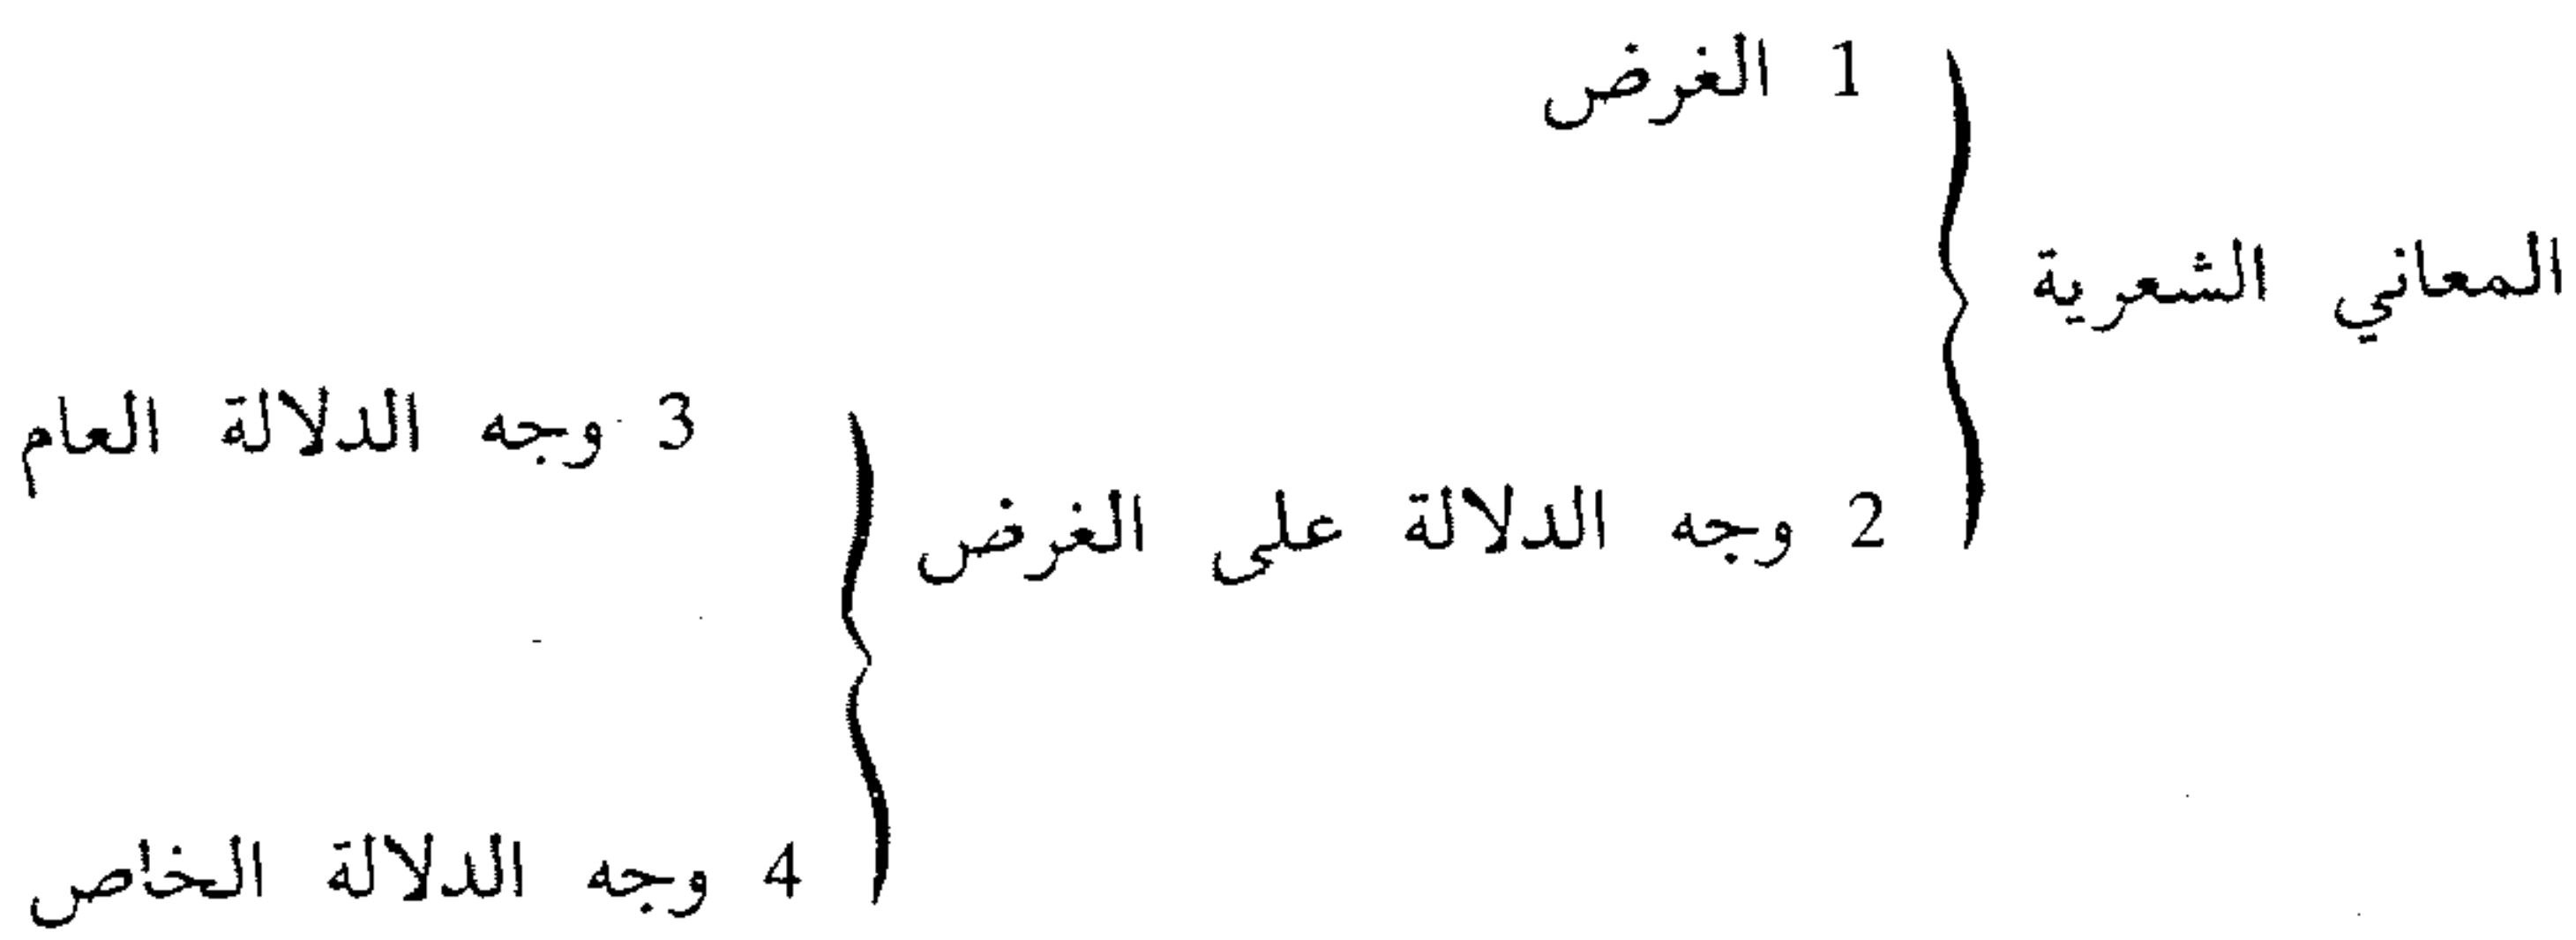 1 الغرض
المعاني الشعرية
3 وجه الدلالة العام
2 وجه الدلالة على الغرض
4 وجه الدلالة الخاص